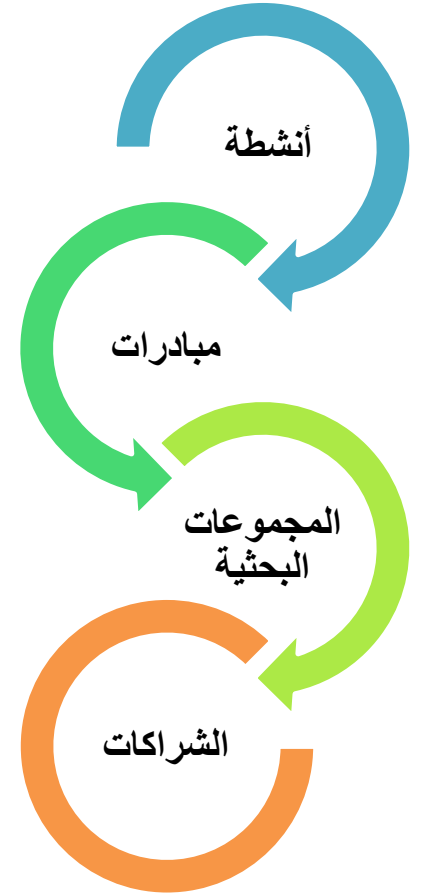 أنشطة
مبادرات
المجموعات
البحثية
الشراكات